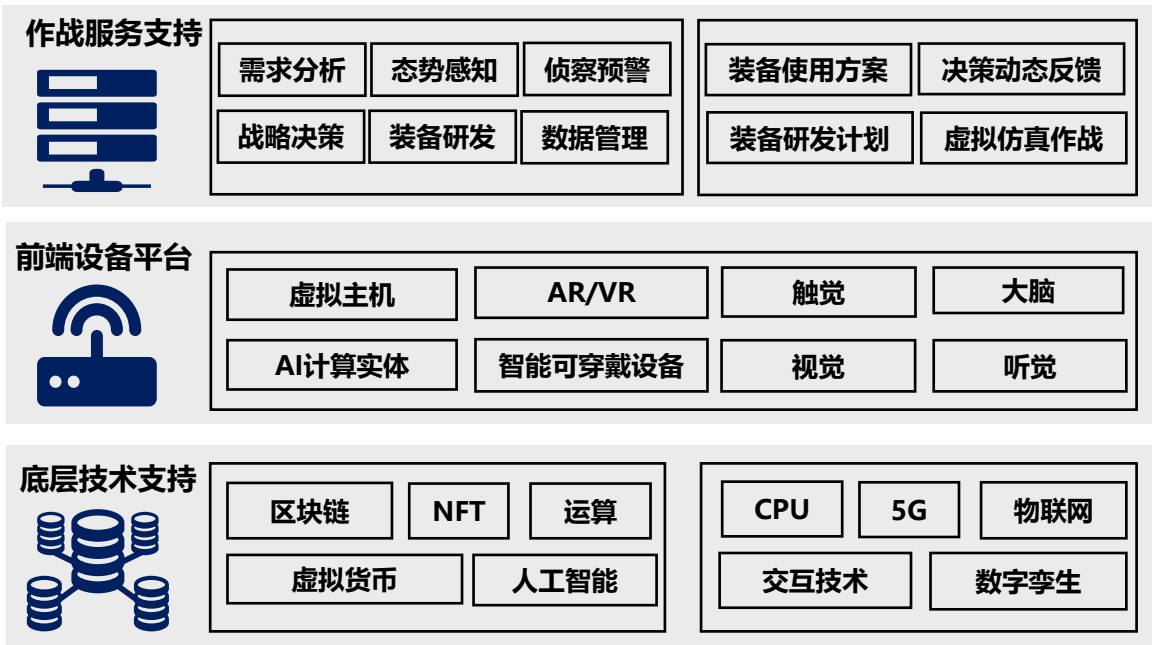 作战服务支持
需求分析 态势感知 侦察预警 装备使用方案 决策动态反馈
战略决策 装备研发 数据管理 装备研发计划 虚拟仿真作战
前端设备平台
虚拟主机 AR/VR 触觉 大脑
AI计算实体 智能可穿戴设备 视觉 听觉
底层技术支持
区块链 NFT 运算 CPU 5G 物联网
虚拟货币 人工智能 交互技术 数字孪生